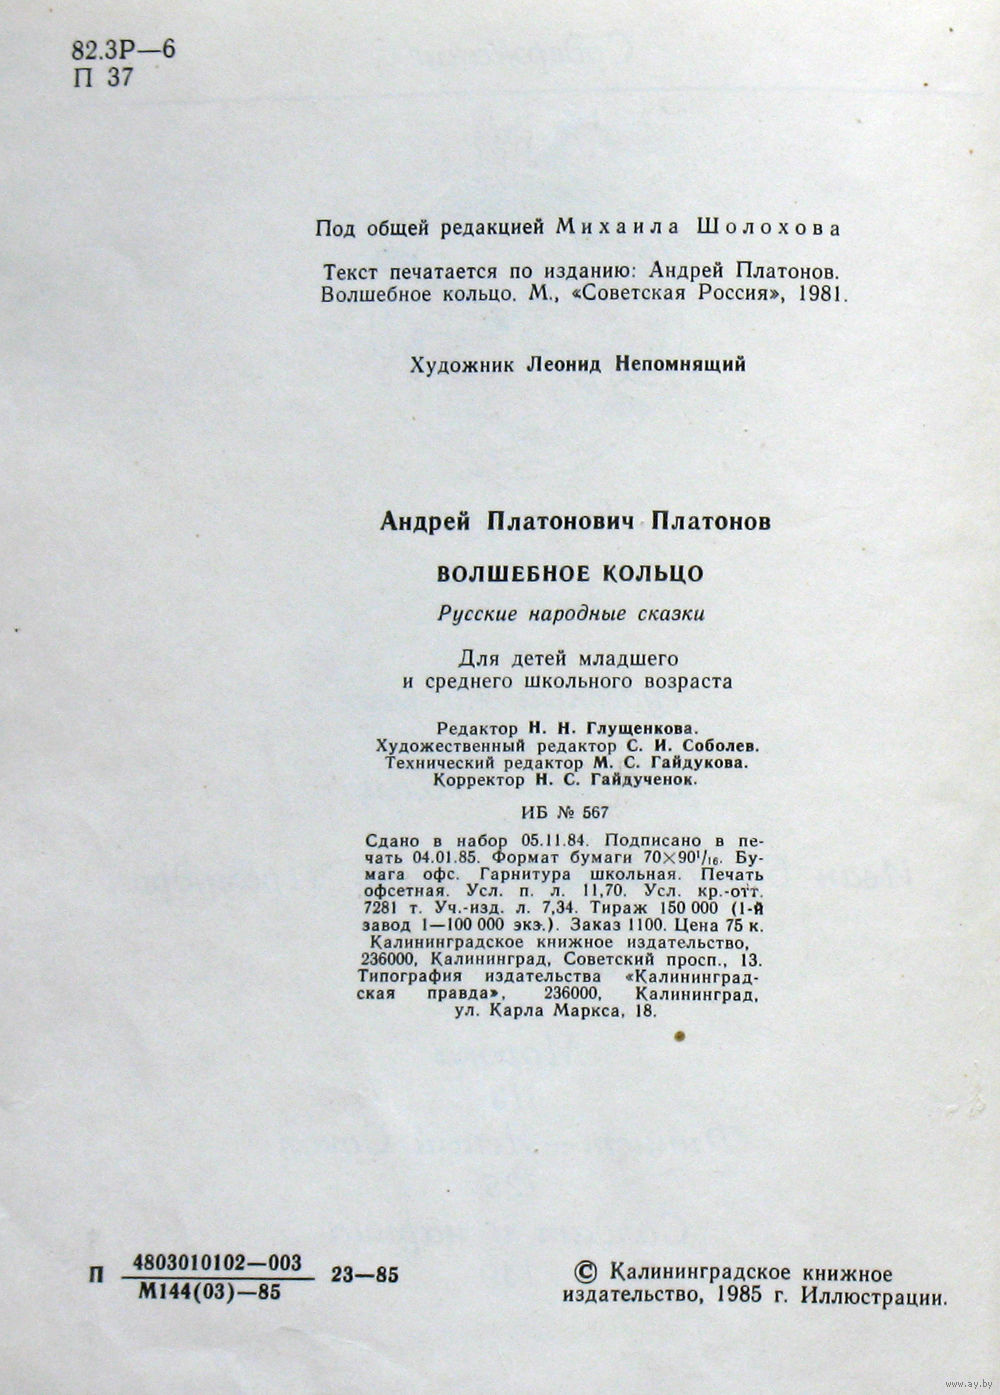 82.3Р—6
П 37
Под общей редакцией Михаила Шолохова
Текст печатается по изданию: Андрей Платонов.
Волшебное кольцо. М., «Советская Россия», 1981.
Художник Леонид Непомнящий
Андрей Платонович Платонов
ВОЛШЕБНОЕ КОЛЬЦО
Русские народные сказки
Для детей младшего
и среднего школьного возраста
Редактор Н. Н. Глущенкова.
Художественный редактор С. И. Соболев.
Технический редактор М. С. Гайдукова.
Корректор Н. С. Гайдученок.
ИБ № 567
Сдано в набор 05.11.84. Подписано в пе-
чать 04.01.85. Формат бумаги 70×90¹/₁₆. Бу-
мага офс. Гарнитура школьная. Печать
офсетная. Усл. п. л. 11,70. Усл. кр.-отт.
7281 т. Уч.-изд. л. 7,34. Тираж 150 000 (1-й
завод 1—100 000 экз.). Заказ 1100. Цена 75 к.
Калининградское книжное издательство,
236000, Калининград, Советский просп., 13.
Типография издательства «Калининград-
ская правда», 236000, Калининград,
ул. Карла Маркса, 18.
П 4803010102—003 23—85
М144(03)—85
© Калининградское книжное
издательство, 1985 г. Иллюстрации.
www.ay.by